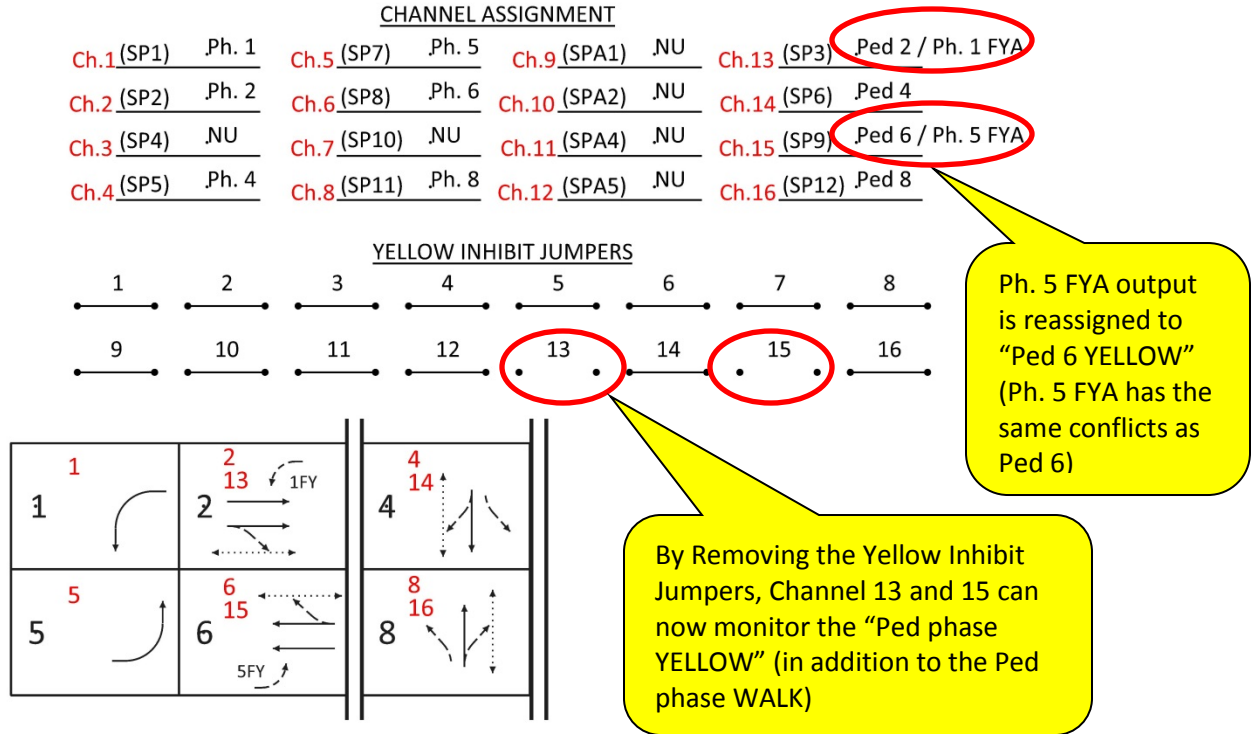 CHANNEL ASSIGNMENT
Ch.1 (SP1) .Ph. 1 Ch.5 (SP7) .Ph. 5 Ch.9 (SPA1) .NU Ch.13 (SP3) .Ped 2 / Ph. 1 FYA
Ch.2 (SP2) .Ph. 2 Ch.6 (SP8) .Ph. 6 Ch.10 (SPA2) .NU Ch.14 (SP6) .Ped 4
Ch.3 (SP4) .NU Ch.7 (SP10) .NU Ch.11 (SPA4) .NU Ch.15 (SP9) .Ped 6 / Ph. 5 FYA
Ch.4 (SP5) .Ph. 4 Ch.8 (SP11) .Ph. 8 Ch.12 (SPA5) .NU Ch.16 (SP12) .Ped 8
YELLOW INHIBIT JUMPERS
1 2 3 4 5 6 7 8
9 10 11 12 13 14 15 16
Ph. 5 FYA output
is reassigned to
“Ped 6 YELLOW”
(Ph. 5 FYA has the
same conflicts as
Ped 6)
1
1
2
13
1FY
2
4
14
4
5
5
6
15
6
5FY
8
16
8
By Removing the Yellow Inhibit
Jumpers, Channel 13 and 15 can
now monitor the “Ped phase
YELLOW” (in addition to the Ped
phase WALK)